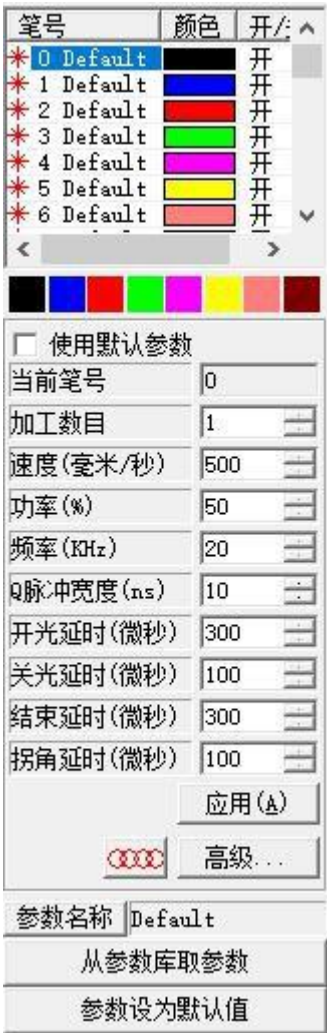 笔号 颜色 开/
0 Default 开
1 Default 开
2 Default 开
3 Default 开
4 Default 开
5 Default 开
6 Default 开
使用默认参数
当前笔号 0
加工数目 1
速度(毫米/秒) 500
功率(%) 50
频率(KHz) 20
Q脉冲宽度(ns) 10
开光延时(微秒) 300
关光延时(微秒) 100
结束延时(微秒) 300
拐角延时(微秒) 100
应用(A)
高级...
参数名称 Default
从参数库取参数
参数设为默认值